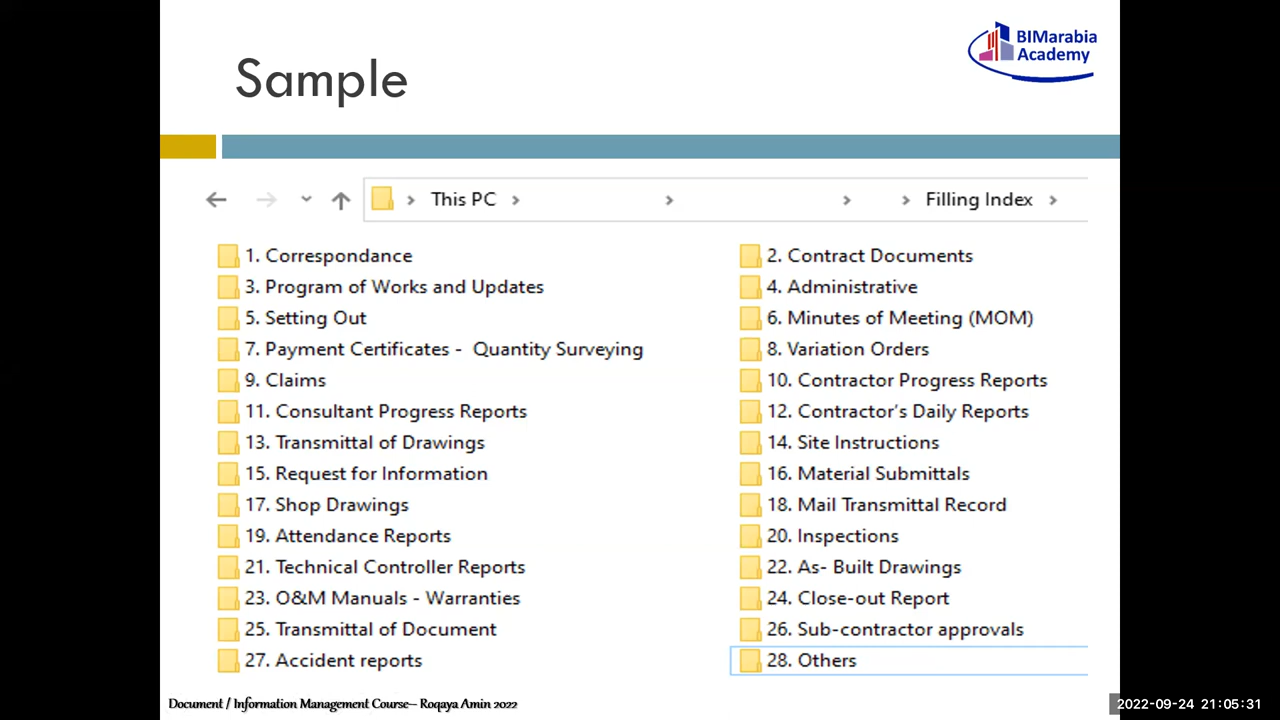 BIMarabia
Academy
Sample
This PC
Filling Index
1. Correspondance
2. Contract Documents
3. Program of Works and Updates
4. Administrative
5. Setting Out
6. Minutes of Meeting (MOM)
7. Payment Certificates - Quantity Surveying
8. Variation Orders
9. Claims
10. Contractor Progress Reports
11. Consultant Progress Reports
12. Contractor's Daily Reports
13. Transmittal of Drawings
14. Site Instructions
15. Request for Information
16. Material Submittals
17. Shop Drawings
18. Mail Transmittal Record
19. Attendance Reports
20. Inspections
21. Technical Controller Reports
22. As- Built Drawings
23. O&M Manuals - Warranties
24. Close-out Report
25. Transmittal of Document
26. Sub-contractor approvals
27. Accident reports
28. Others
Document / Information Management Course– Roqaya Amin 2022
2022-09-24 21:05:31